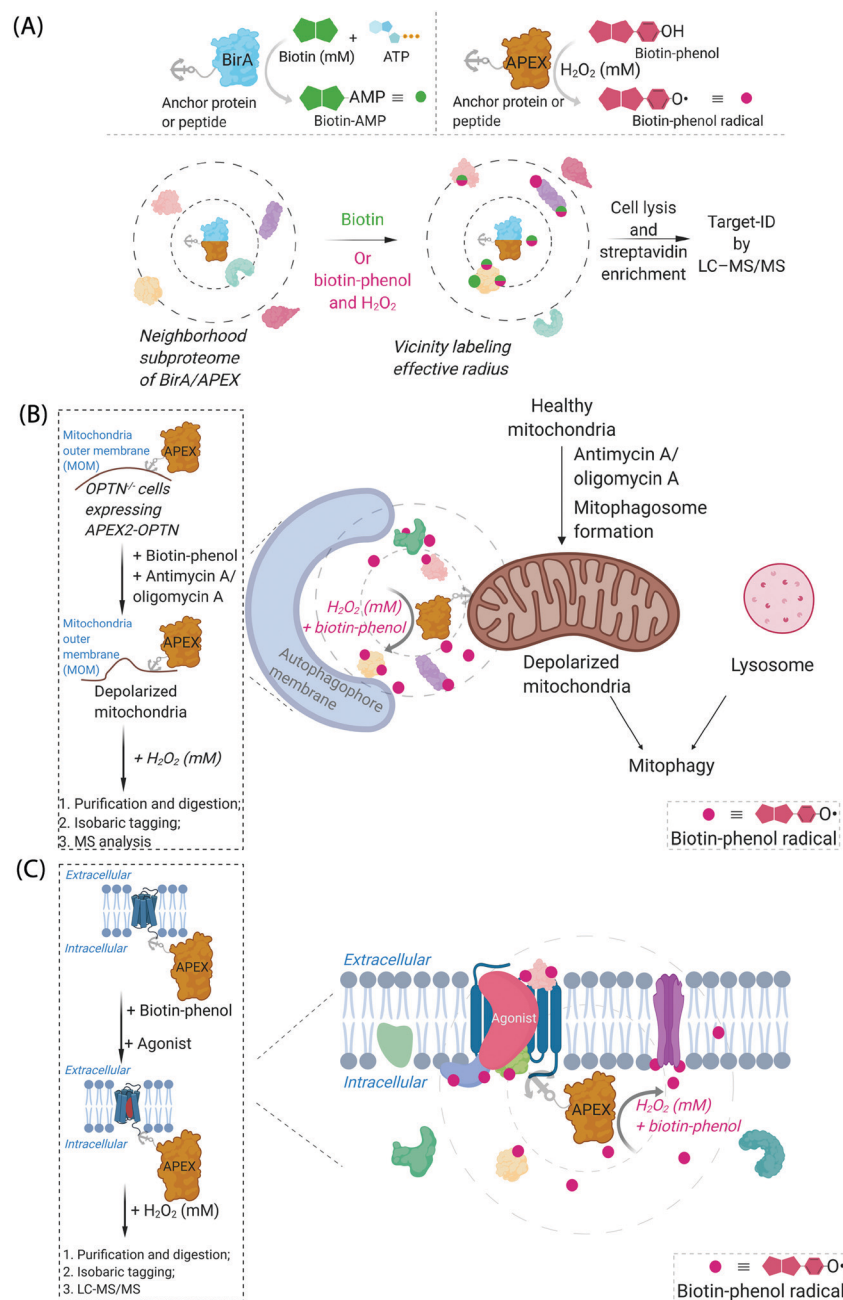 (A)
BirA
Biotin (mM)
+
ATP
Anchor protein
or peptide
AMP ≡
Biotin-AMP
APEX
OH
Biotin-phenol
H₂O₂ (mM)
Anchor protein or
peptide
O• ≡
Biotin-phenol radical
Biotin
Or
biotin-phenol
and H₂O₂
Cell lysis
and
streptavidin
enrichment
Target-ID
by
LC–MS/MS
Neighborhood
subproteome
of BirA/APEX
Vicinity labeling
effective radius
(B)
Mitochondria
outer membrane
(MOM)
APEX
OPTN⁻/⁻ cells
expressing
APEX2-OPTN
+ Biotin-phenol
+ Antimycin A/
oligomycin A
Mitochondria
outer
membrane
(MOM)
APEX
Depolarized
mitochondria
+ H₂O₂ (mM)
1. Purification and digestion;
2. Isobaric tagging;
3. MS analysis
Healthy
mitochondria
Antimycin A/
oligomycin A
Mitophagosome
formation
H₂O₂ (mM)
+ biotin-phenol
APEX
Autophagophore
membrane
Depolarized
mitochondria
Lysosome
Mitophagy
≡ O•
Biotin-phenol radical
(C)
Extracellular
Intracellular
APEX
+ Biotin-phenol
+ Agonist
Extracellular
Intracellular
APEX
+ H₂O₂ (mM)
1. Purification and digestion;
2. Isobaric tagging;
3. LC-MS/MS
Extracellular
Agonist
Intracellular
APEX
H₂O₂ (mM)
+ biotin-phenol
≡ O•
Biotin-phenol radical